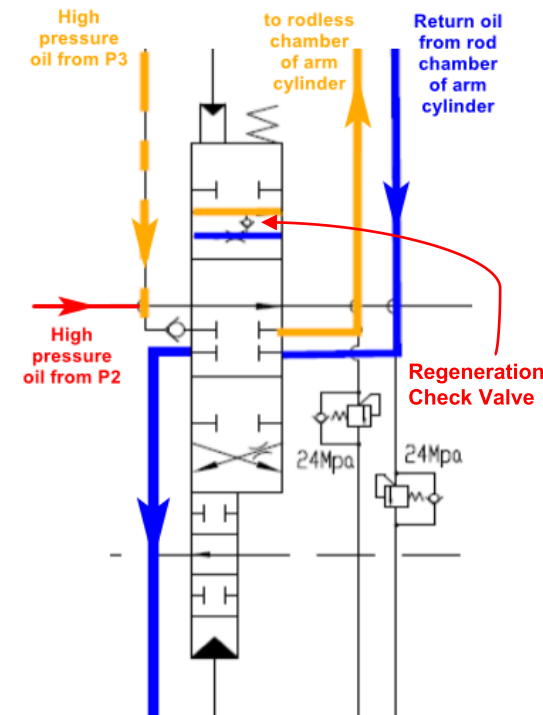 High
pressure
oil from P3
to rodless
chamber
of arm
cylinder
Return oil
from rod
chamber
of arm
cylinder
High
pressure
oil from P2
Regeneration
Check Valve
24Mpa
24Mpa